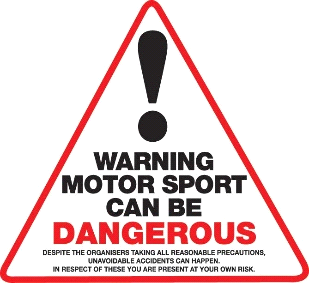 WARNING
MOTOR SPORT
CAN BE
DANGEROUS
DESPITE THE ORGANISERS TAKING ALL REASONABLE PRECAUTIONS,
UNAVOIDABLE ACCIDENTS CAN HAPPEN.
IN RESPECT OF THESE YOU ARE PRESENT AT YOUR OWN RISK.